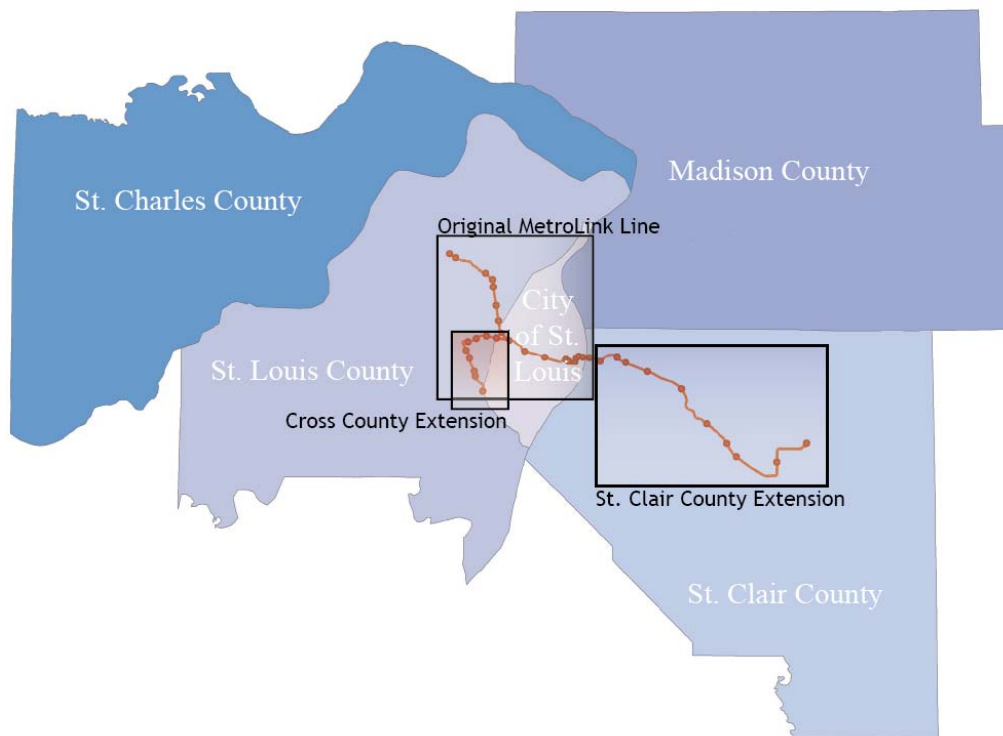 Madison County
St. Charles County
Original MetroLink Line
City
of St.
Louis
St. Louis County
Cross County Extension
St. Clair County Extension
St. Clair County